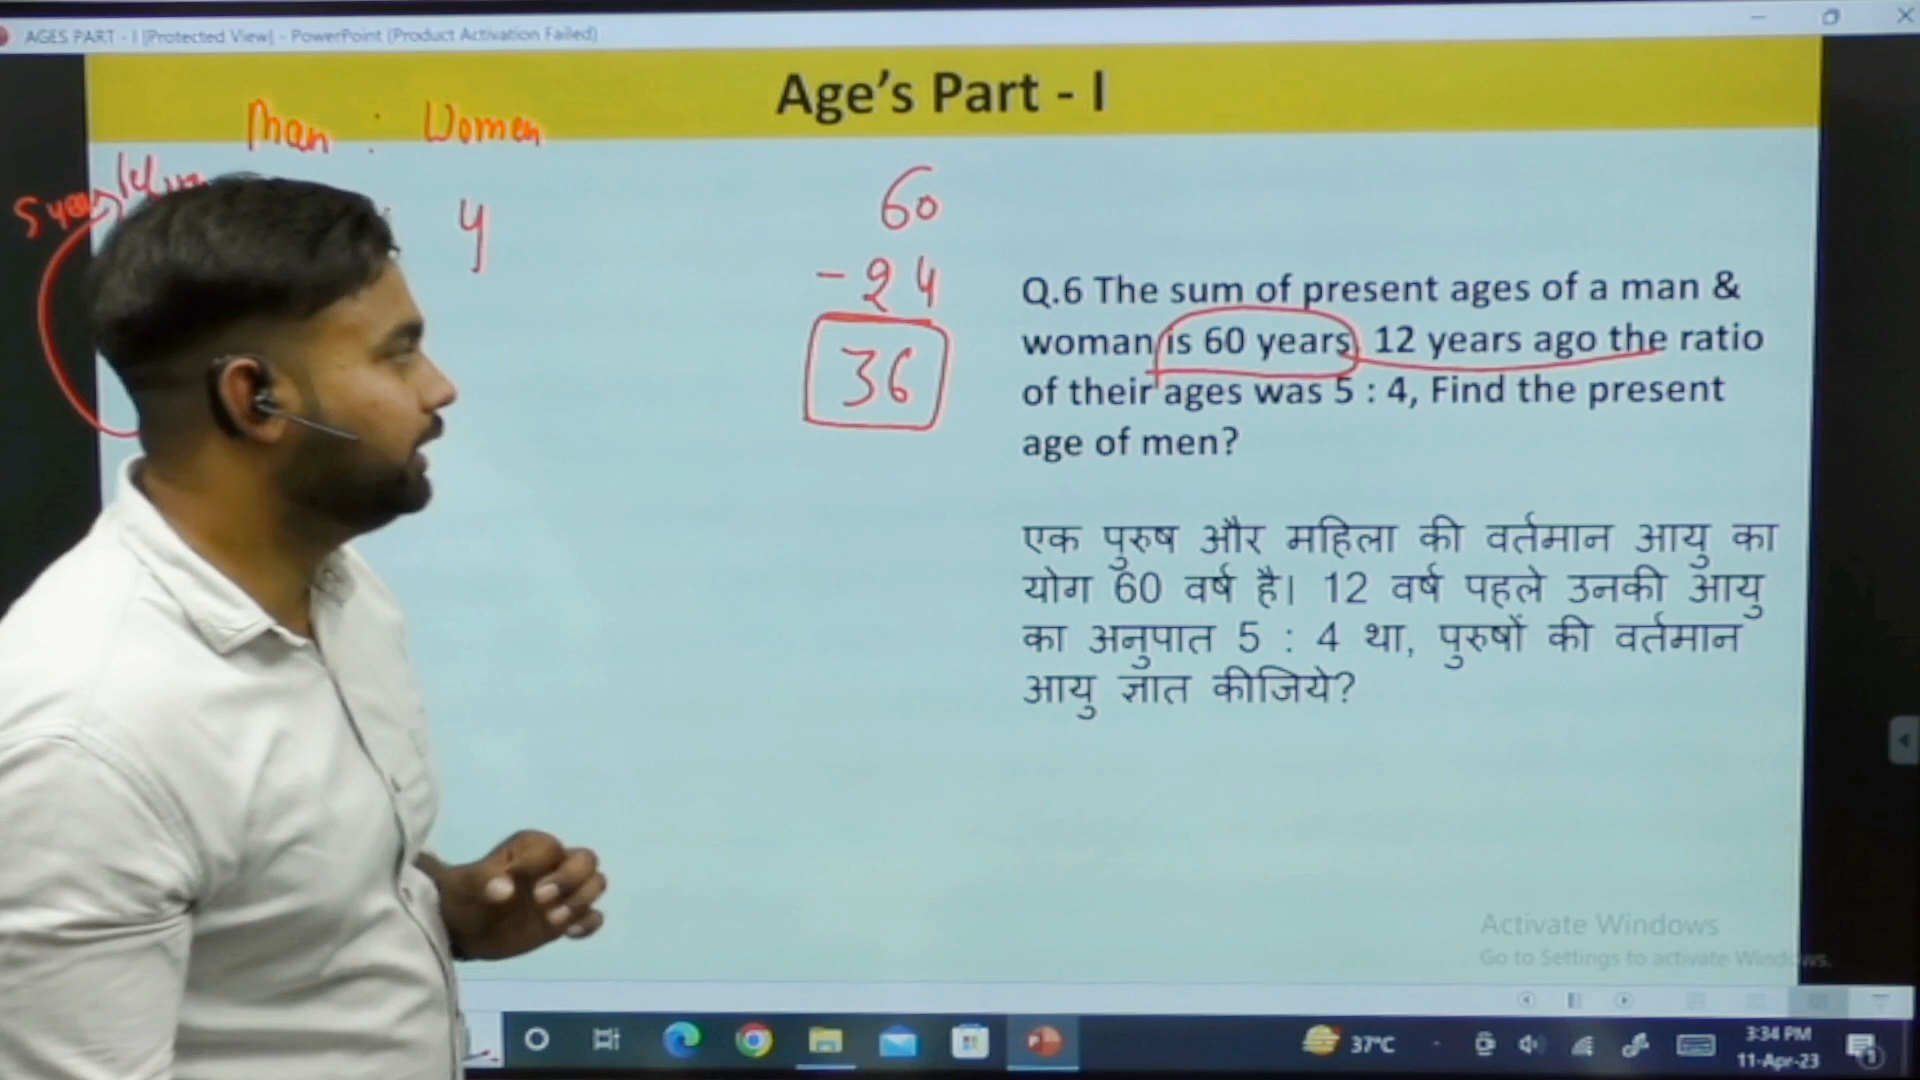 AGES PART - I [Protected View] - PowerPoint (Product Activation Failed)
Age's Part - I
Man : Women
5 years
: 4
60
- 24
36
Q.6 The sum of present ages of a man &
woman is 60 years, 12 years ago the ratio
of their ages was 5 : 4, Find the present
age of men?
एक पुरुष और महिला की वर्तमान आयु का
योग 60 वर्ष है। 12 वर्ष पहले उनकी आयु
का अनुपात 5 : 4 था, पुरुषों की वर्तमान
आयु ज्ञात कीजिये?
Activate Windows
Go to Settings to activate Windows.
37°C
3:34 PM
11-Apr-23
1